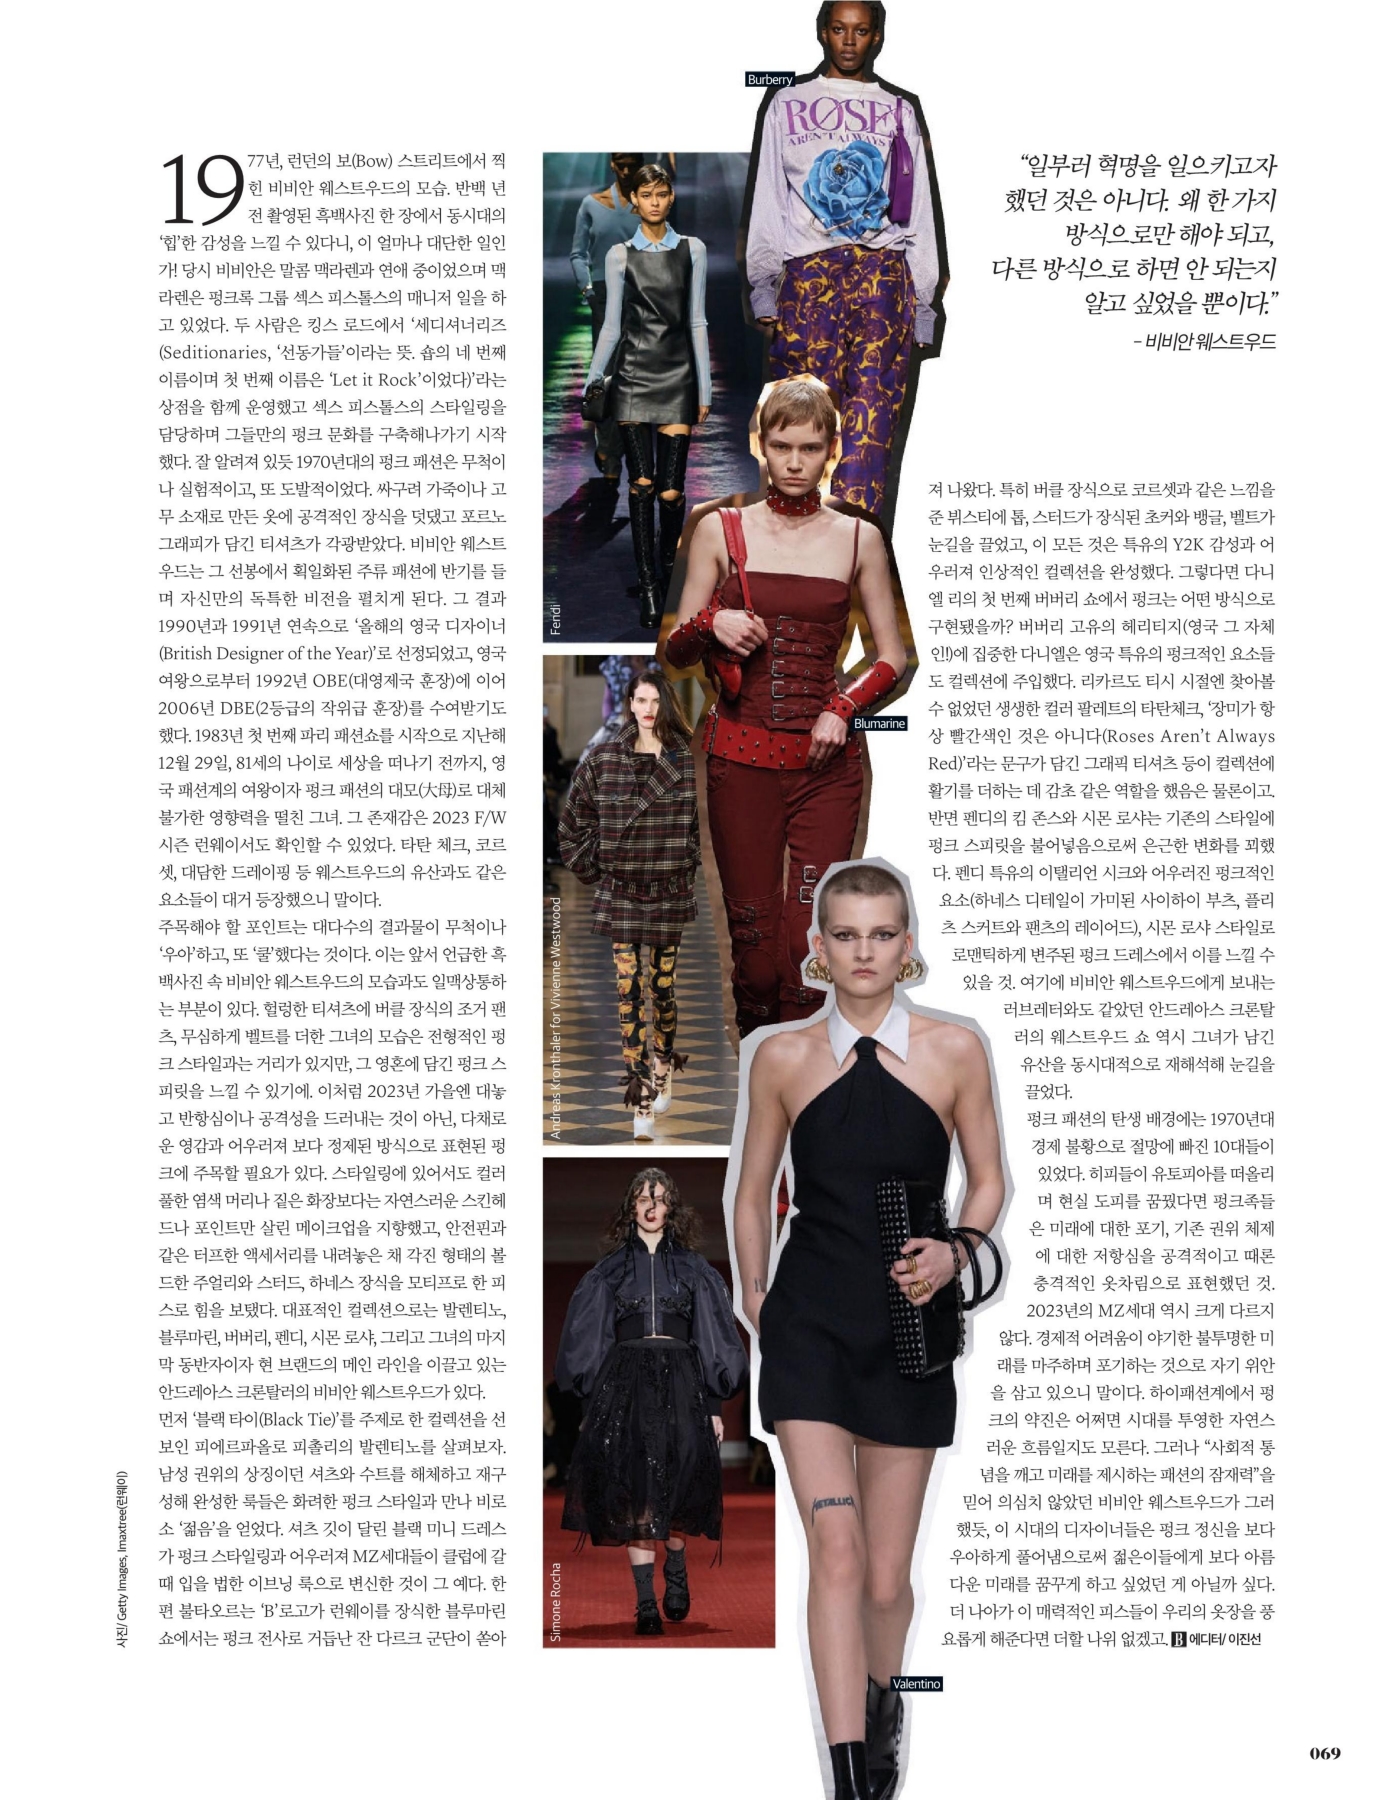 1977년, 런던의 보(Bow) 스트리트에서 찍
힌 비비안 웨스트우드의 모습. 반백 년
전 촬영된 흑백사진 한 장에서 동시대의
‘힙’한 감성을 느낄 수 있다니, 이 얼마나 대단한 일인
가! 당시 비비안은 말콤 맥라렌과 연애 중이었으며 맥
라렌은 펑크록 그룹 섹스 피스톨스의 매니저 일을 하
고 있었다. 두 사람은 킹스 로드에서 ‘세디셔너리즈
(Seditionaries, ‘선동가들’이라는 뜻. 숍의 네 번째
이름이며 첫 번째 이름은 ‘Let it Rock’이었다)’라는
상점을 함께 운영했고 섹스 피스톨스의 스타일링을
담당하며 그들만의 펑크 문화를 구축해나가기 시작
했다. 잘 알려져 있듯 1970년대의 펑크 패션은 무척이
나 실험적이고, 또 도발적이었다. 싸구려 가죽이나 고
무 소재로 만든 옷에 공격적인 장식을 덧댔고 포르노
그래피가 담긴 티셔츠가 각광받았다. 비비안 웨스트
우드는 그 선봉에서 획일화된 주류 패션에 반기를 들
며 자신만의 독특한 비전을 펼치게 된다. 그 결과
1990년과 1991년 연속으로 ‘올해의 영국 디자이너
(British Designer of the Year)’로 선정되었고, 영국
여왕으로부터 1992년 OBE(대영제국 훈장)에 이어
2006년 DBE(2등급의 작위급 훈장)를 수여받기도
했다. 1983년 첫 번째 파리 패션쇼를 시작으로 지난해
12월 29일, 81세의 나이로 세상을 떠나기 전까지, 영
국 패션계의 여왕이자 펑크 패션의 대모(大母)로 대체
불가한 영향력을 떨친 그녀. 그 존재감은 2023 F/W
시즌 런웨이서도 확인할 수 있었다. 타탄 체크, 코르
셋, 대담한 드레이핑 등 웨스트우드의 유산과도 같은
요소들이 대거 등장했으니 말이다.
주목해야 할 포인트는 대다수의 결과물이 무척이나
‘우아’하고, 또 ‘쿨’했다는 것이다. 이는 앞서 언급한 흑
백사진 속 비비안 웨스트우드의 모습과도 일맥상통하
는 부분이 있다. 헐렁한 티셔츠에 버클 장식의 조거 팬
츠, 무심하게 벨트를 더한 그녀의 모습은 전형적인 펑
크 스타일과는 거리가 있지만, 그 영혼에 담긴 펑크 스
피릿을 느낄 수 있기에. 이처럼 2023년 가을엔 대놓
고 반항심이나 공격성을 드러내는 것이 아닌, 다채로
운 영감과 어우러져 보다 정제된 방식으로 표현된 펑
크에 주목할 필요가 있다. 스타일링에 있어서도 컬러
풀한 염색 머리나 짙은 화장보다는 자연스러운 스킨헤
드나 포인트만 살린 메이크업을 지향했고, 안전핀과
같은 터프한 액세서리를 내려놓은 채 각진 형태의 볼
드한 주얼리와 스터드, 하네스 장식을 모티프로 한 피
스로 힘을 보탰다. 대표적인 컬렉션으로는 발렌티노,
블루마린, 버버리, 펜디, 시몬 로샤, 그리고 그녀의 마지
막 동반자이자 현 브랜드의 메인 라인을 이끌고 있는
안드레아스 크론탈러의 비비안 웨스트우드가 있다.
먼저 ‘블랙 타이(Black Tie)’를 주제로 한 컬렉션을 선
보인 피에르파올로 피촐리의 발렌티노를 살펴보자.
남성 권위의 상징이던 셔츠와 수트를 해체하고 재구
성해 완성한 룩들은 화려한 펑크 스타일과 만나 비로
소 ‘젊음’을 얻었다. 셔츠 깃이 달린 블랙 미니 드레스
가 펑크 스타일링과 어우러져 MZ세대들이 클럽에 갈
때 입을 법한 이브닝 룩으로 변신한 것이 그 예다. 한
편 불타오르는 ‘B’로고가 런웨이를 장식한 블루마린
쇼에서는 펑크 전사로 거듭난 잔 다르크 군단이 쏟아
사진/ Getty Images, Imaxtree(런웨이)
Burberry
ROSES
AREN'T ALWAYS
Fendi
Blumarine
Andreas Kronthaler for Vivienne Westwood
Simone Rocha
METALLICA
Valentino
“일부러 혁명을 일으키고자
했던 것은 아니다. 왜 한 가지
방식으로만 해야 되고,
다른 방식으로 하면 안 되는지
알고 싶었을 뿐이다.”
– 비비안 웨스트우드
져 나왔다. 특히 버클 장식으로 코르셋과 같은 느낌을
준 뷔스티에 톱, 스터드가 장식된 초커와 뱅글, 벨트가
눈길을 끌었고, 이 모든 것은 특유의 Y2K 감성과 어
우러져 인상적인 컬렉션을 완성했다. 그렇다면 다니
엘 리의 첫 번째 버버리 쇼에서 펑크는 어떤 방식으로
구현됐을까? 버버리 고유의 헤리티지(영국 그 자체
인!)에 집중한 다니엘은 영국 특유의 펑크적인 요소들
도 컬렉션에 주입했다. 리카르도 티시 시절엔 찾아볼
수 없었던 생생한 컬러 팔레트의 타탄체크, ‘장미가 항
상 빨간색인 것은 아니다(Roses Aren’t Always
Red)’라는 문구가 담긴 그래픽 티셔츠 등이 컬렉션에
활기를 더하는 데 감초 같은 역할을 했음은 물론이고.
반면 펜디의 킴 존스와 시몬 로샤는 기존의 스타일에
펑크 스피릿을 불어넣음으로써 은근한 변화를 꾀했
다. 펜디 특유의 이탤리언 시크와 어우러진 펑크적인
요소(하네스 디테일이 가미된 사이하이 부츠, 플리
츠 스커트와 팬츠의 레이어드), 시몬 로샤 스타일로
로맨틱하게 변주된 펑크 드레스에서 이를 느낄 수
있을 것. 여기에 비비안 웨스트우드에게 보내는
러브레터와도 같았던 안드레아스 크론탈
러의 웨스트우드 쇼 역시 그녀가 남긴
유산을 동시대적으로 재해석해 눈길을
끌었다.
펑크 패션의 탄생 배경에는 1970년대
경제 불황으로 절망에 빠진 10대들이
있었다. 히피들이 유토피아를 떠올리
며 현실 도피를 꿈꿨다면 펑크족들
은 미래에 대한 포기, 기존 권위 체제
에 대한 저항심을 공격적이고 때론
충격적인 옷차림으로 표현했던 것.
2023년의 MZ세대 역시 크게 다르지
않다. 경제적 어려움이 야기한 불투명한 미
래를 마주하며 포기하는 것으로 자기 위안
을 삼고 있으니 말이다. 하이패션계에서 펑
크의 약진은 어쩌면 시대를 투영한 자연스
러운 흐름일지도 모른다. 그러나 “사회적 통
념을 깨고 미래를 제시하는 패션의 잠재력”을
믿어 의심치 않았던 비비안 웨스트우드가 그러
했듯, 이 시대의 디자이너들은 펑크 정신을 보다
우아하게 풀어냄으로써 젊은이들에게 보다 아름
다운 미래를 꿈꾸게 하고 싶었던 게 아닐까 싶다.
더 나아가 이 매력적인 피스들이 우리의 옷장을 풍
요롭게 해준다면 더할 나위 없겠고. B 에디터/ 이진선
069